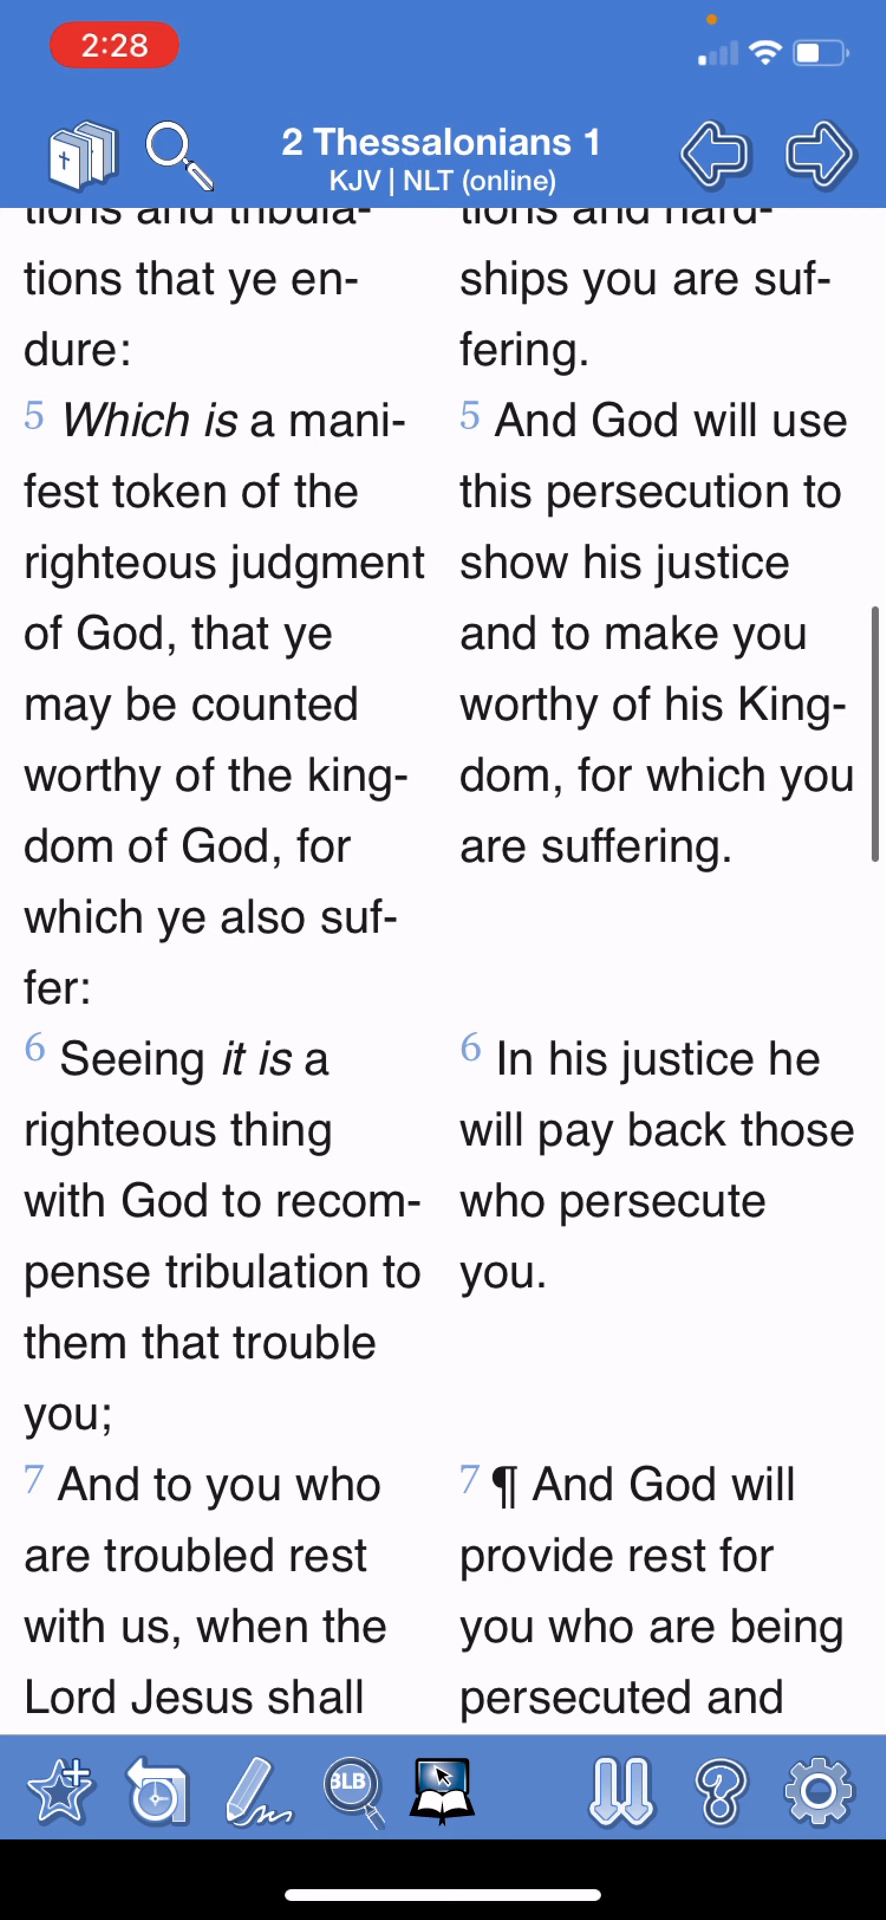 2:28
2 Thessalonians 1
KJV | NLT (online)
tions and tribula-
tions that ye en-
dure:
5 Which is a mani-
fest token of the
righteous judgment
of God, that ye
may be counted
worthy of the king-
dom of God, for
which ye also suf-
fer:
6 Seeing it is a
righteous thing
with God to recom-
pense tribulation to
them that trouble
you;
7 And to you who
are troubled rest
with us, when the
Lord Jesus shall
tions and hard-
ships you are suf-
fering.
5 And God will use
this persecution to
show his justice
and to make you
worthy of his King-
dom, for which you
are suffering.
6 In his justice he
will pay back those
who persecute
you.
7 ¶ And God will
provide rest for
you who are being
persecuted and
BLB